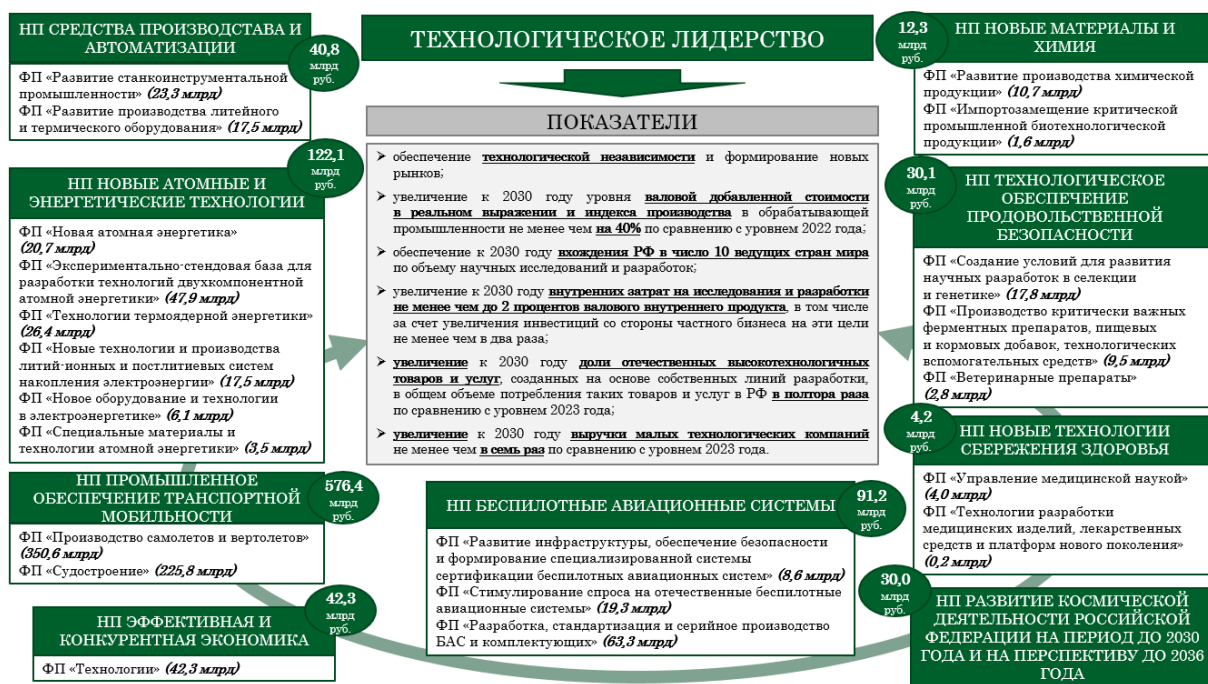 ТЕХНОЛОГИЧЕСКОЕ ЛИДЕРСТВО
НП СРЕДСТВА ПРОИЗВОДСТАВА И
АВТОМАТИЗАЦИИ
40,8
млрд
руб.
ФП «Развитие станкоинструментальной
промышленности» (23,3 млрд)
ФП «Развитие производства литейного
и термического оборудования» (17,5 млрд)
122,1
млрд
руб.
НП НОВЫЕ АТОМНЫЕ И
ЭНЕРГЕТИЧЕСКИЕ ТЕХНОЛОГИИ
ФП «Новая атомная энергетика»
(20,7 млрд)
ФП «Экспериментально-стендовая база для
разработки технологий двухкомпонентной
атомной энергетики» (47,9 млрд)
ФП «Технологии термоядерной энергетики»
(26,4 млрд)
ФП «Новые технологии и производства
литий-ионных и постлитиевых систем
накопления электроэнергии» (17,5 млрд)
ФП «Новое оборудование и технологии
в электроэнергетике» (6,1 млрд)
ФП «Специальные материалы и
технологии атомной энергетики» (3,5 млрд)
НП ПРОМЫШЛЕННОЕ
ОБЕСПЕЧЕНИЕ ТРАНСПОРТНОЙ
МОБИЛЬНОСТИ
576,4
млрд
руб.
ФП «Производство самолетов и вертолетов»
(350,6 млрд)
ФП «Судостроение» (225,8 млрд)
42,3
млрд
руб.
НП ЭФФЕКТИВНАЯ И
КОНКУРЕНТНАЯ ЭКОНОМИКА
ФП «Технологии» (42,3 млрд)
ПОКАЗАТЕЛИ
➢ обеспечение технологической независимости и формирование новых
рынков;
➢ увеличение к 2030 году уровня валовой добавленной стоимости
в реальном выражении и индекса производства в обрабатывающей
промышленности не менее чем на 40% по сравнению с уровнем 2022 года;
➢ обеспечение к 2030 году вхождения РФ в число 10 ведущих стран мира
по объему научных исследований и разработок;
➢ увеличение к 2030 году внутренних затрат на исследования и разработки
не менее чем до 2 процентов валового внутреннего продукта, в том числе
за счет увеличения инвестиций со стороны частного бизнеса на эти цели
не менее чем в два раза;
➢ увеличение к 2030 году доли отечественных высокотехнологичных
товаров и услуг, созданных на основе собственных линий разработки,
в общем объеме потребления таких товаров и услуг в РФ в полтора раза
по сравнению с уровнем 2023 года;
➢ увеличение к 2030 году выручки малых технологических компаний
не менее чем в семь раз по сравнению с уровнем 2023 года.
НП БЕСПИЛОТНЫЕ АВИАЦИОННЫЕ СИСТЕМЫ
91,2
млрд
руб.
ФП «Развитие инфраструктуры, обеспечение безопасности
и формирование специализированной системы
сертификации беспилотных авиационных систем» (8,6 млрд)
ФП «Стимулирование спроса на отечественные беспилотные
авиационные системы» (19,3 млрд)
ФП «Разработка, стандартизация и серийное производство
БАС и комплектующих» (63,3 млрд)
12,3
млрд
руб.
НП НОВЫЕ МАТЕРИАЛЫ И
ХИМИЯ
ФП «Развитие производства химической
продукции» (10,7 млрд)
ФП «Импортозамещение критической
промышленной биотехнологической
продукции» (1,6 млрд)
30,1
млрд
руб.
НП ТЕХНОЛОГИЧЕСКОЕ
ОБЕСПЕЧЕНИЕ
ПРОДОВОЛЬСТВЕННОЙ
БЕЗОПАСНОСТИ
ФП «Создание условий для развития
научных разработок в селекции
и генетике» (17,8 млрд)
ФП «Производство критически важных
ферментных препаратов, пищевых
и кормовых добавок, технологических
вспомогательных средств» (9,5 млрд)
ФП «Ветеринарные препараты»
(2,8 млрд)
4,2
млрд
руб.
НП НОВЫЕ ТЕХНОЛОГИИ
СБЕРЕЖЕНИЯ ЗДОРОВЬЯ
ФП «Управление медицинской наукой»
(4,0 млрд)
ФП «Технологии разработки
медицинских изделий, лекарственных
средств и платформ нового поколения»
(0,2 млрд)
30,0
млрд
руб.
НП РАЗВИТИЕ КОСМИЧЕСКОЙ
ДЕЯТЕЛЬНОСТИ РОССИЙСКОЙ
ФЕДЕРАЦИИ НА ПЕРИОД ДО 2030
ГОДА И НА ПЕРСПЕКТИВУ ДО 2036
ГОДА